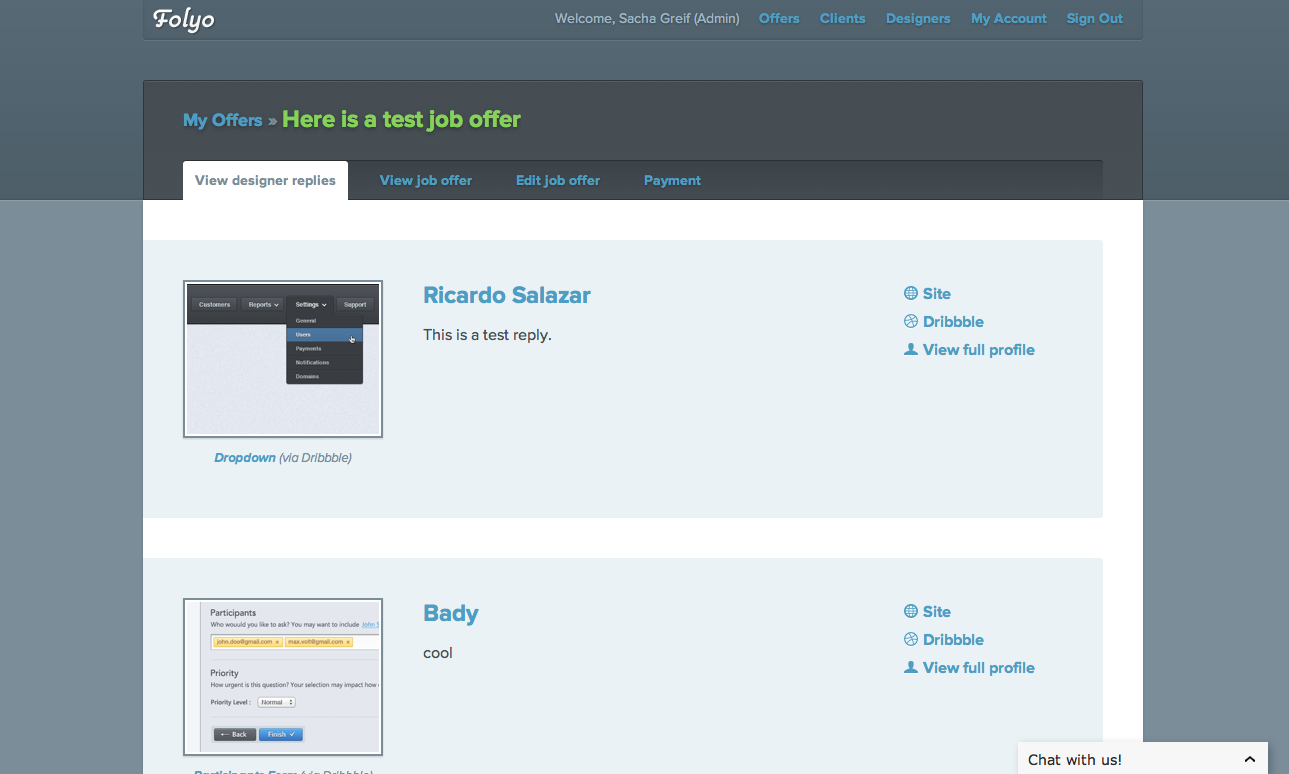 Folyo
Welcome, Sacha Greif (Admin) Offers Clients Designers My Account Sign Out
My Offers » Here is a test job offer
View designer replies View job offer Edit job offer Payment
Customers Reports Settings Support
General
Users
Payments
Notifications
Domains
Dropdown (via Dribbble)
Ricardo Salazar
This is a test reply.
Site
Dribbble
View full profile
Participants
Who would you like to ask? You may want to include John S
john.doe@gmail.com × max.volf@gmail.com ×
Priority
How urgent is this question? Your selection may impact how
Priority Level : Normal
← Back Finish ✓
Participants Form (via Dribbble)
Bady
cool
Site
Dribbble
View full profile
Chat with us!